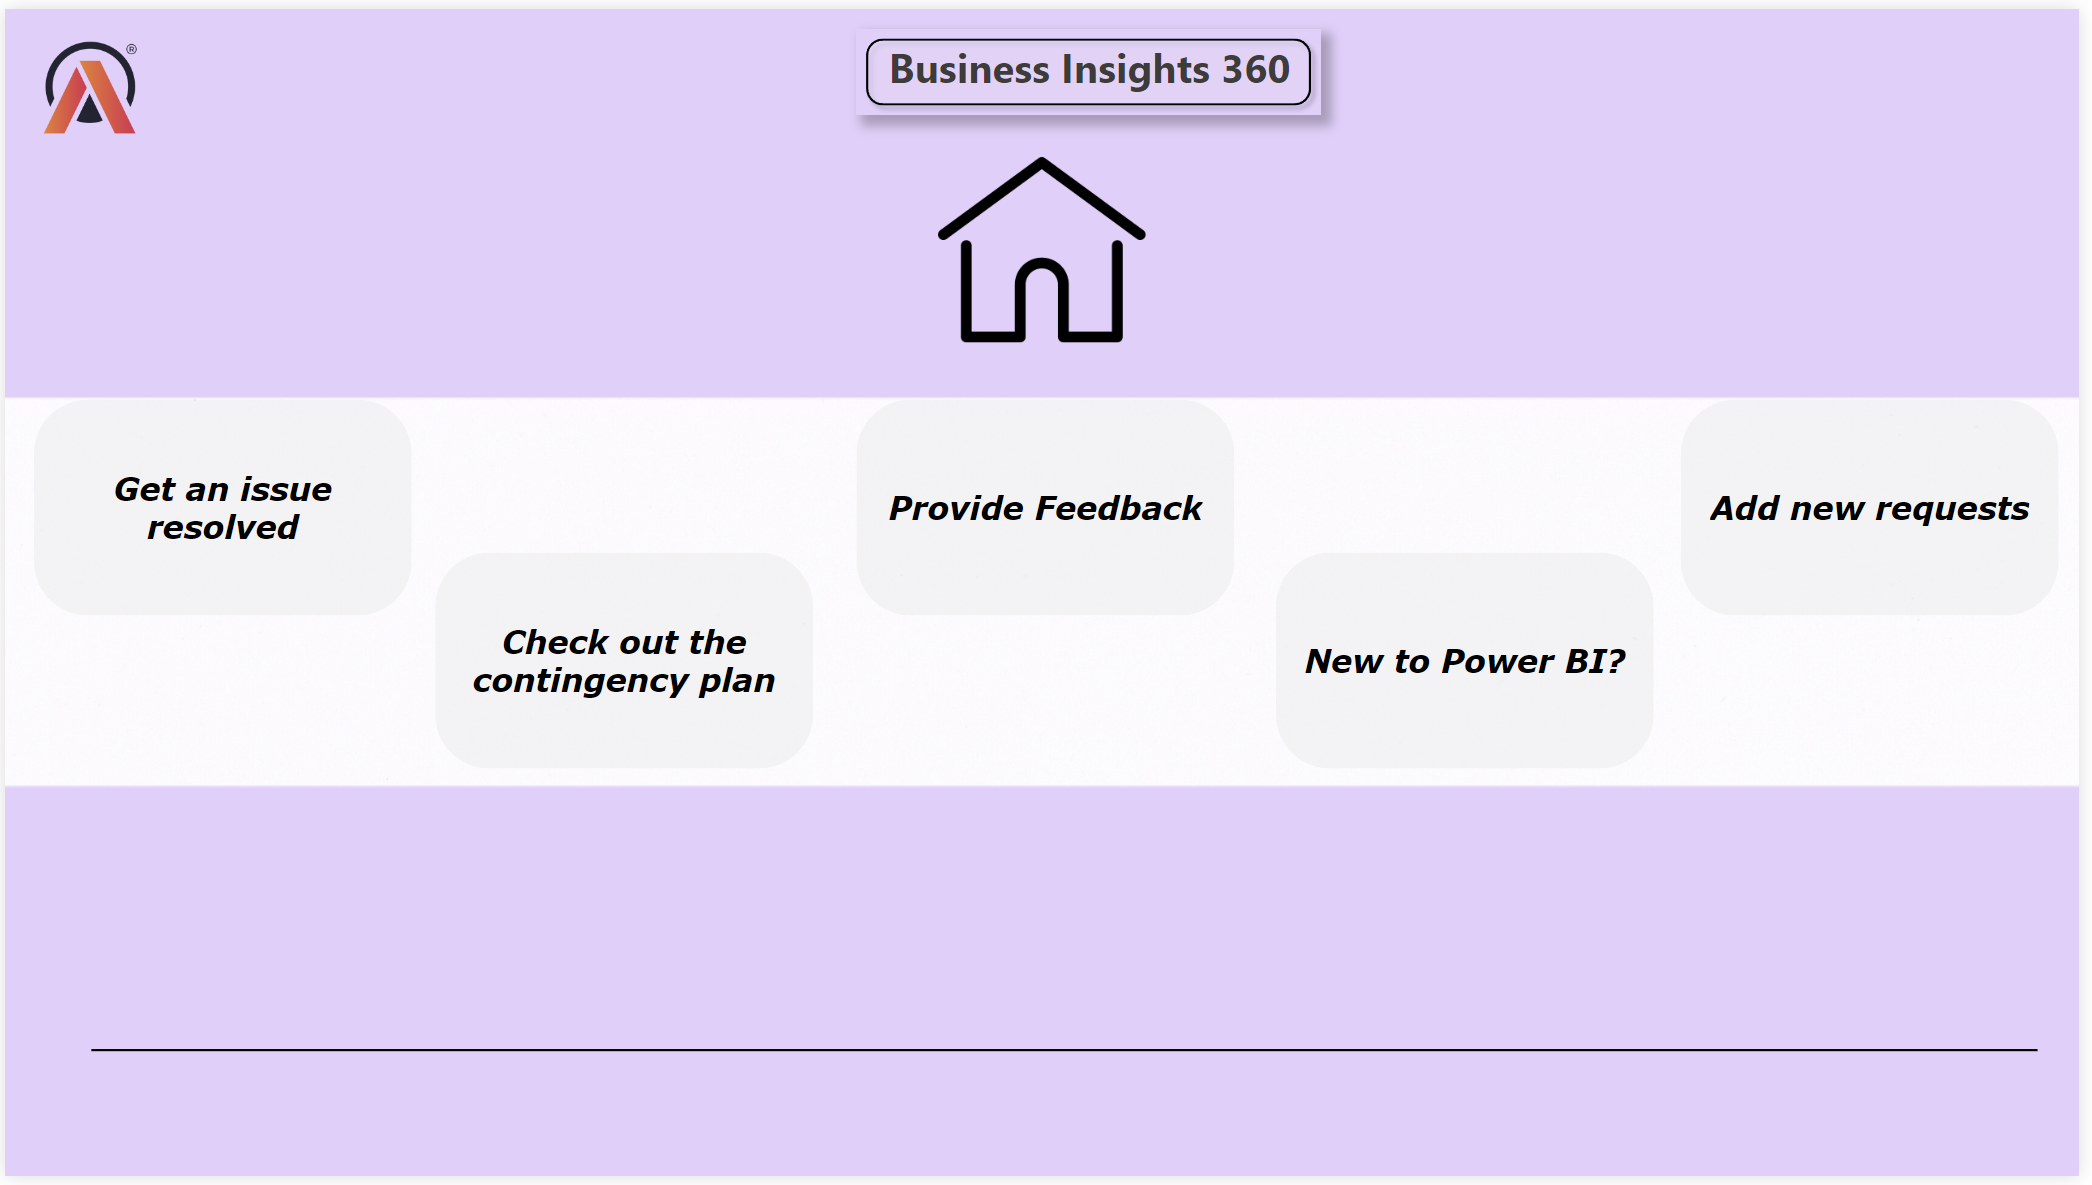 ®
Business Insights 360
Get an issue
resolved
Check out the
contingency plan
Provide Feedback
New to Power BI?
Add new requests